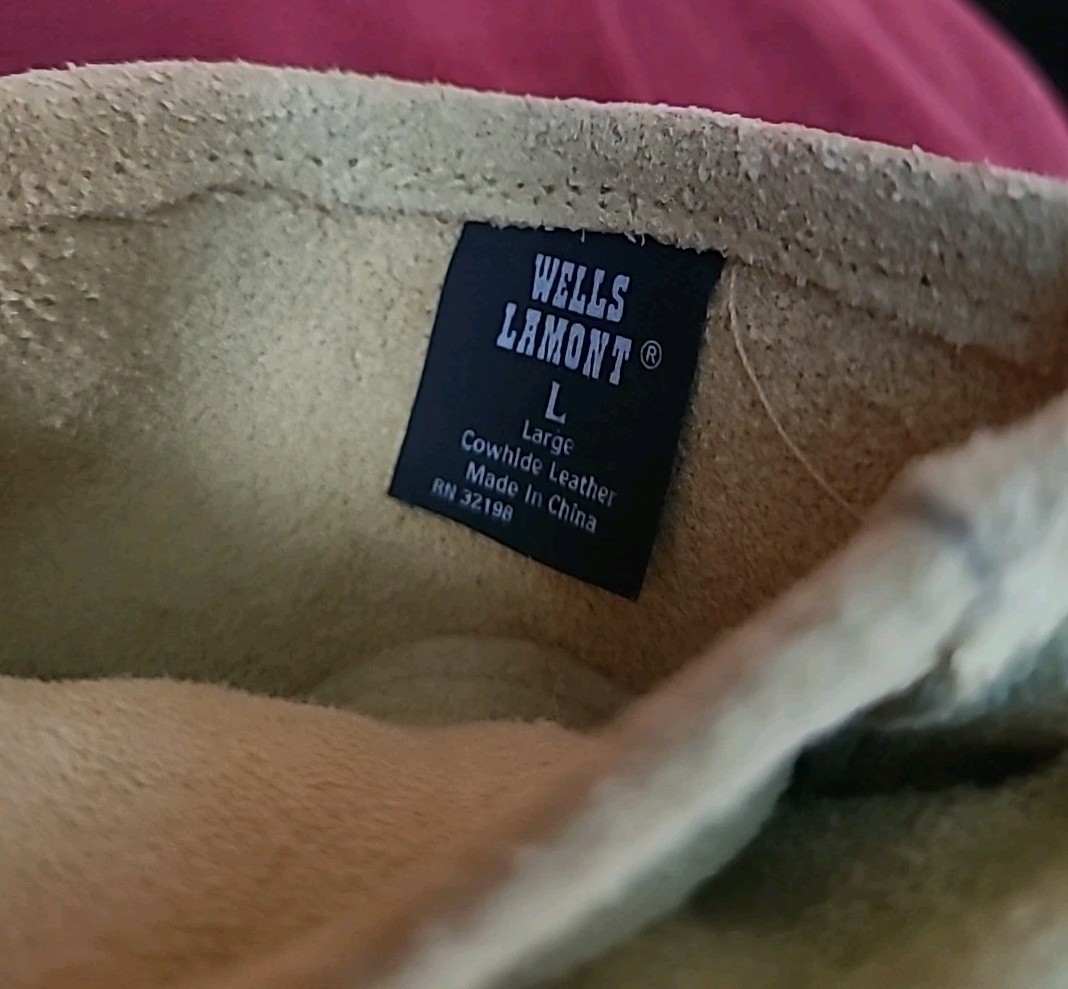 WELLS
LAMONT®
L
Large
Cowhide Leather
Made In China
RN 32198